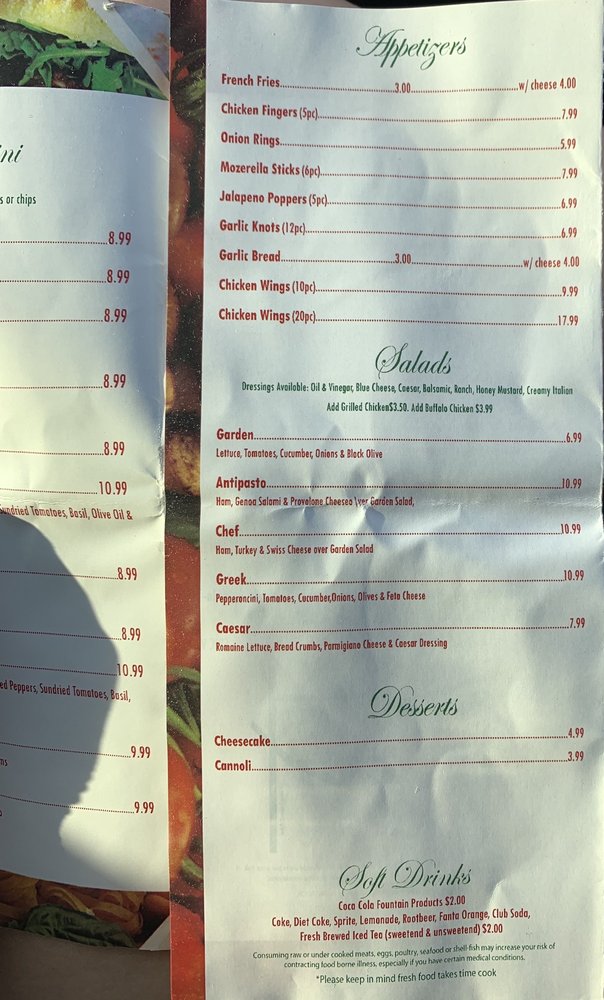 ni
s or chips
8.99
8.99
8.99
8.99
8.99
10.99
Sundried Tomatoes, Basil, Olive Oil &
8.99
8.99
10.99
ed Peppers, Sundried Tomatoes, Basil,
9.99
ns
9.99
Appetizers
French Fries 3.00 w/ cheese 4.00
Chicken Fingers (5pc) 7.99
Onion Rings 5.99
Mozerella Sticks (6pc) 7.99
Jalapeno Poppers (5pc) 6.99
Garlic Knots (12pc) 6.99
Garlic Bread 3.00 w/ cheese 4.00
Chicken Wings (10pc) 9.99
Chicken Wings (20pc) 17.99
Salads
Dressings Available: Oil & Vinegar, Blue Cheese, Caesar, Balsamic, Ranch, Honey Mustard, Creamy Italian
Add Grilled Chicken$3.50. Add Buffalo Chicken $3.99
Garden 6.99
Lettuce, Tomatoes, Cucumber, Onions & Black Olive
Antipasto 10.99
Ham, Genoa Salami & Provolone Cheese Garden Salad,
Chef 10.99
Ham, Turkey & Swiss Cheese over Garden Salad
Greek 10.99
Pepperoncini, Tomatoes, Cucumber,Onions, Olives & Feta Cheese
Caesar 7.99
Romaine Lettuce, Bread Crumbs, Parmigiano Cheese & Caesar Dressing
Desserts
Cheesecake 4.99
Cannoli 3.99
Soft Drinks
Coca Cola Fountain Products $2.00
Coke, Diet Coke, Sprite, Lemonade, Rootbeer, Fanta Orange, Club Soda,
Fresh Brewed Iced Tea (sweetend & unsweetend) $2.00
Consuming raw or under cooked meats, eggs, poultry, seafood or shell-fish may increase your risk of
contracting food borne illness, especially if you have certain medical conditions.
*Please keep in mind fresh food takes time cook